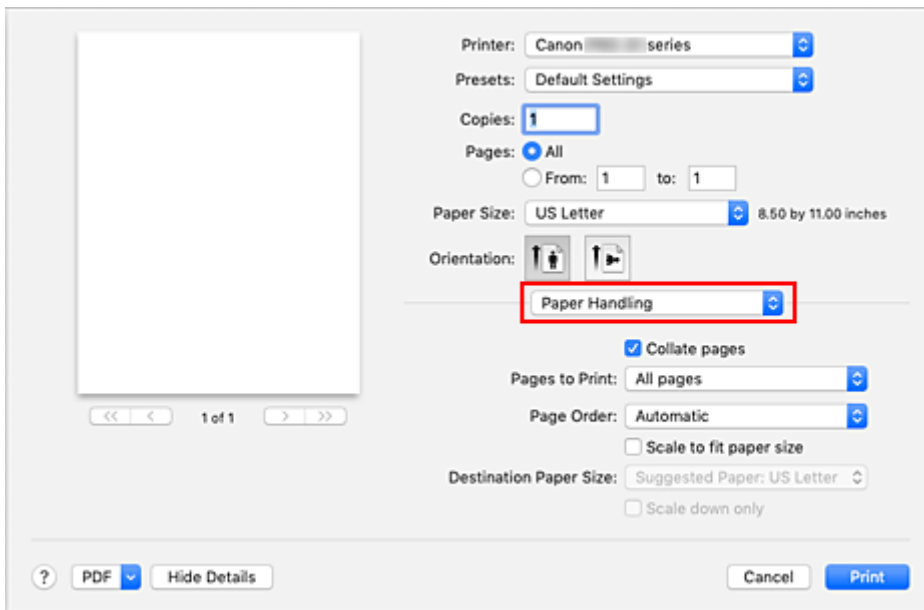 Printer: Canon series
Presets: Default Settings
Copies: 1
Pages: All
From: 1 to: 1
Paper Size: US Letter 8.50 by 11.00 inches
Orientation:
Paper Handling
Collate pages
Pages to Print: All pages
<< < 1 of 1 > >>
Page Order: Automatic
Scale to fit paper size
Destination Paper Size: Suggested Paper: US Letter
Scale down only
? PDF Hide Details Cancel Print